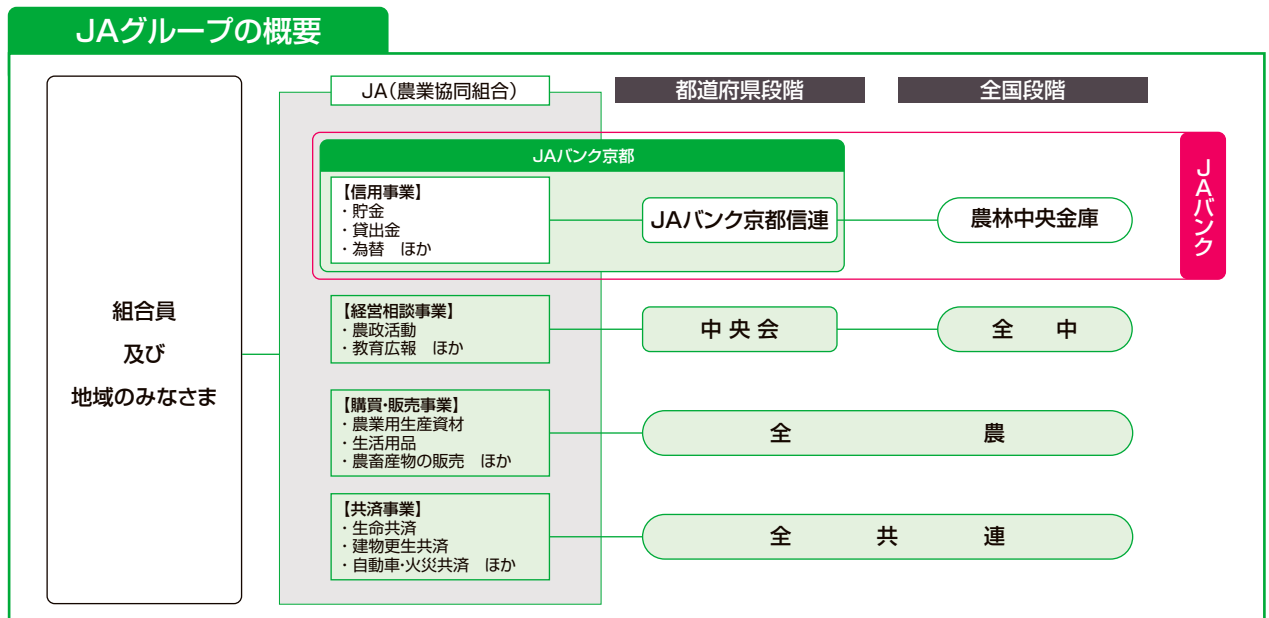 JAグループの概要
JA（農業協同組合）
都道府県段階
全国段階
組合員
及び
地域のみなさま
JAバンク京都
【信用事業】
・貯金
・貸出金
・為替　ほか
JAバンク京都信連
農林中央金庫
JAバンク
【経営相談事業】
・農政活動
・教育広報　ほか
中央会
全　中
【購買・販売事業】
・農業用生産資材
・生活用品
・農畜産物の販売　ほか
全　農
【共済事業】
・生命共済
・建物更生共済
・自動車・火災共済　ほか
全　共　連